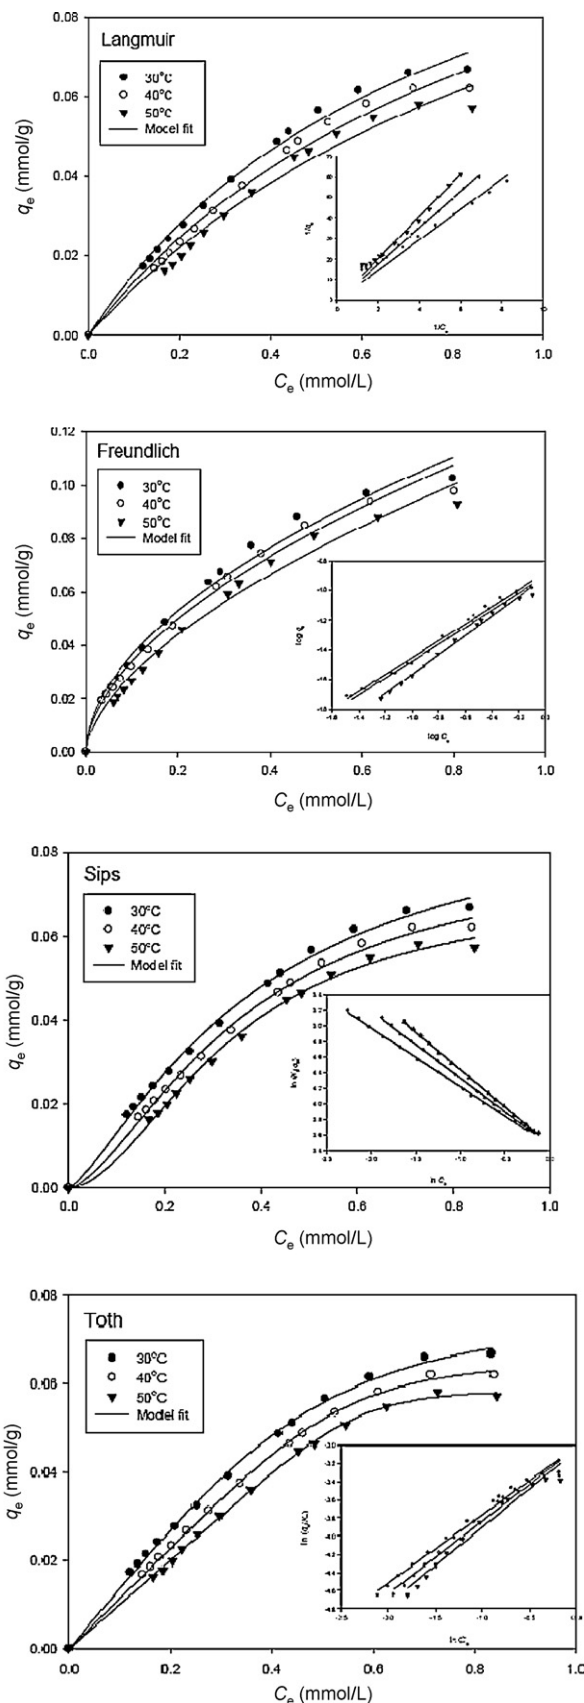 Langmuir
30°C
40°C
50°C
Mocel fit
0.08
0.06
0.04
0.02
0.00
qe (mmol/g)
1/qe
1/Ce
0.0 0.2 0.4 0.6 0.8 1.0
Ce (mmol/L)
Freundlich
30°C
40°C
50°C
Model fit
0.12
0.10
0.08
0.06
0.04
0.02
0.00
qe (mmol/g)
log Ce
0.0 0.2 0.4 0.6 0.8 1.0
Ce (mmol/L)
Sips
30°C
40°C
50°C
Model fit
0.08
0.06
0.04
0.02
0.00
qe (mmol/g)
ln Ce
0.0 0.2 0.4 0.6 0.8 1.0
Ce (mmol/L)
Toth
30°C
40°C
50°C
Model fit
0.08
0.06
0.04
0.02
0.00
qe (mmol/g)
ln Ce
0.0 0.2 0.4 0.6 0.8 1.0
Ce (mmol/L)